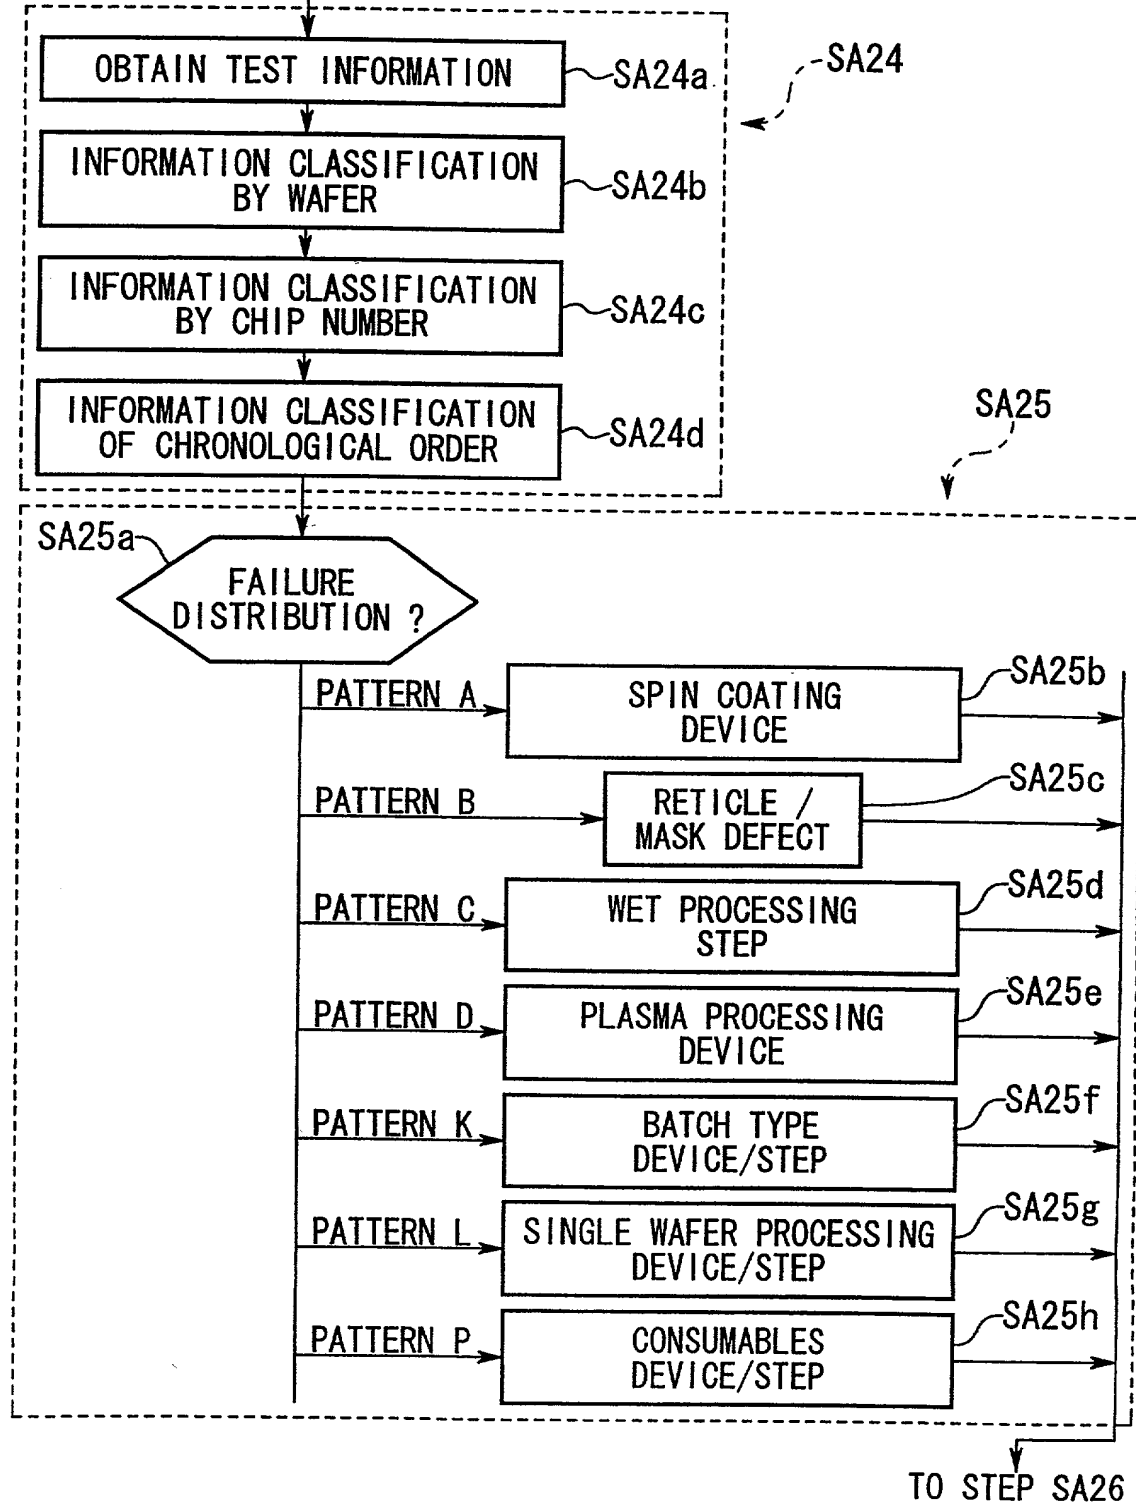 OBTAIN TEST INFORMATION
SA24a
SA24
INFORMATION CLASSIFICATION
BY WAFER
SA24b
INFORMATION CLASSIFICATION
BY CHIP NUMBER
SA24c
INFORMATION CLASSIFICATION
OF CHRONOLOGICAL ORDER
SA24d
SA25
SA25a
FAILURE
DISTRIBUTION ?
PATTERN A
SPIN COATING
DEVICE
SA25b
PATTERN B
RETICLE /
MASK DEFECT
SA25c
PATTERN C
WET PROCESSING
STEP
SA25d
PATTERN D
PLASMA PROCESSING
DEVICE
SA25e
PATTERN K
BATCH TYPE
DEVICE/STEP
SA25f
PATTERN L
SINGLE WAFER PROCESSING
DEVICE/STEP
SA25g
PATTERN P
CONSUMABLES
DEVICE/STEP
SA25h
TO STEP SA26